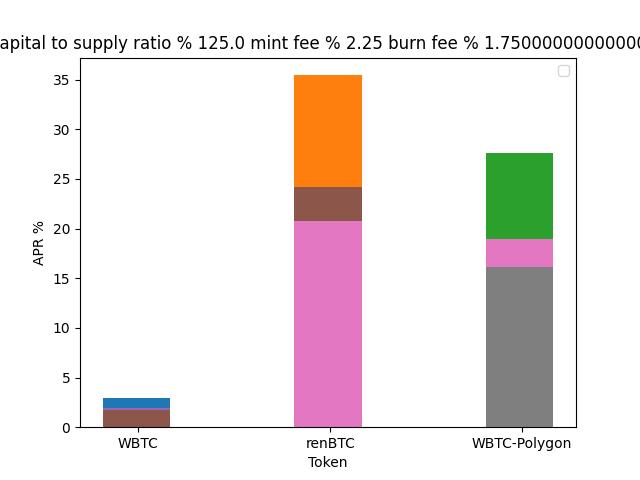 apital to supply ratio % 125.0 mint fee % 2.25 burn fee % 1.75000000000000
35
30
25
20
15
10
5
0
APR %
WBTC renBTC WBTC-Polygon
Token